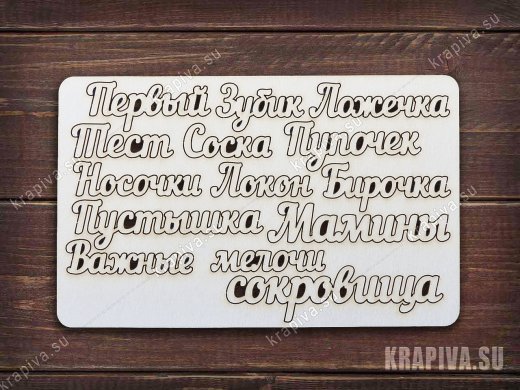 Первый Зубик Ложечка
Тест Соска Пупочек
Носочки Локон Бирочка
Пустышка Мамины
Важные мелочи
сокровища
KRAPIVA.SU